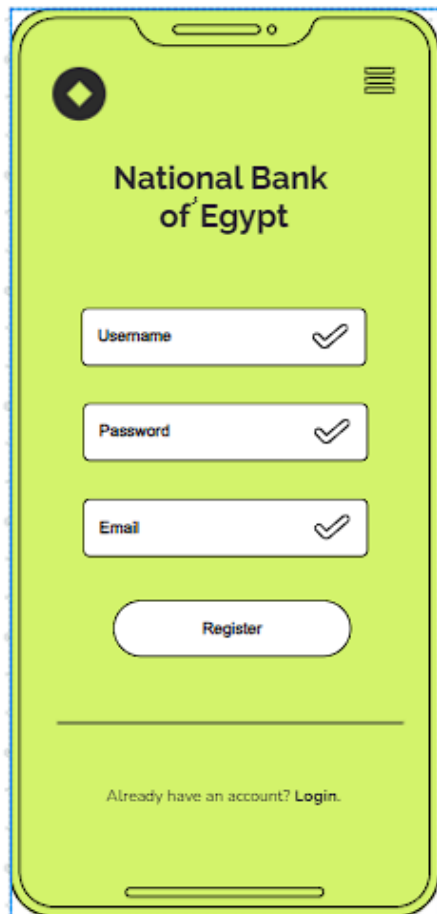 National Bank
of Egypt
Username
Password
Email
Register
Already have an account? Login.